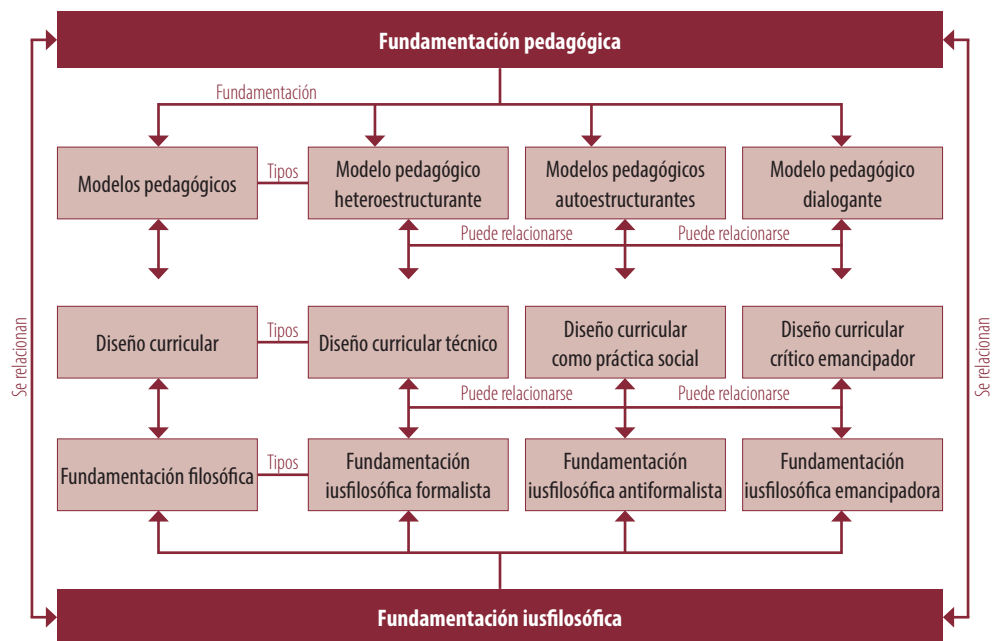 Fundamentación pedagógica
Fundamentación
Modelos pedagógicos
Tipos
Modelo pedagógico
heteroestructurante
Modelos pedagógicos
autoestructurantes
Modelo pedagógico
dialogante
Puede relacionarse
Puede relacionarse
Se relacionan
Se relacionan
Diseño curricular
Tipos
Diseño curricular técnico
Diseño curricular
como práctica social
Diseño curricular
crítico emancipador
Puede relacionarse
Puede relacionarse
Fundamentación filosófica
Tipos
Fundamentación
iusfilosófica formalista
Fundamentación
iusfilosófica antiformalista
Fundamentación
iusfilosófica emancipadora
Fundamentación iusfilosófica